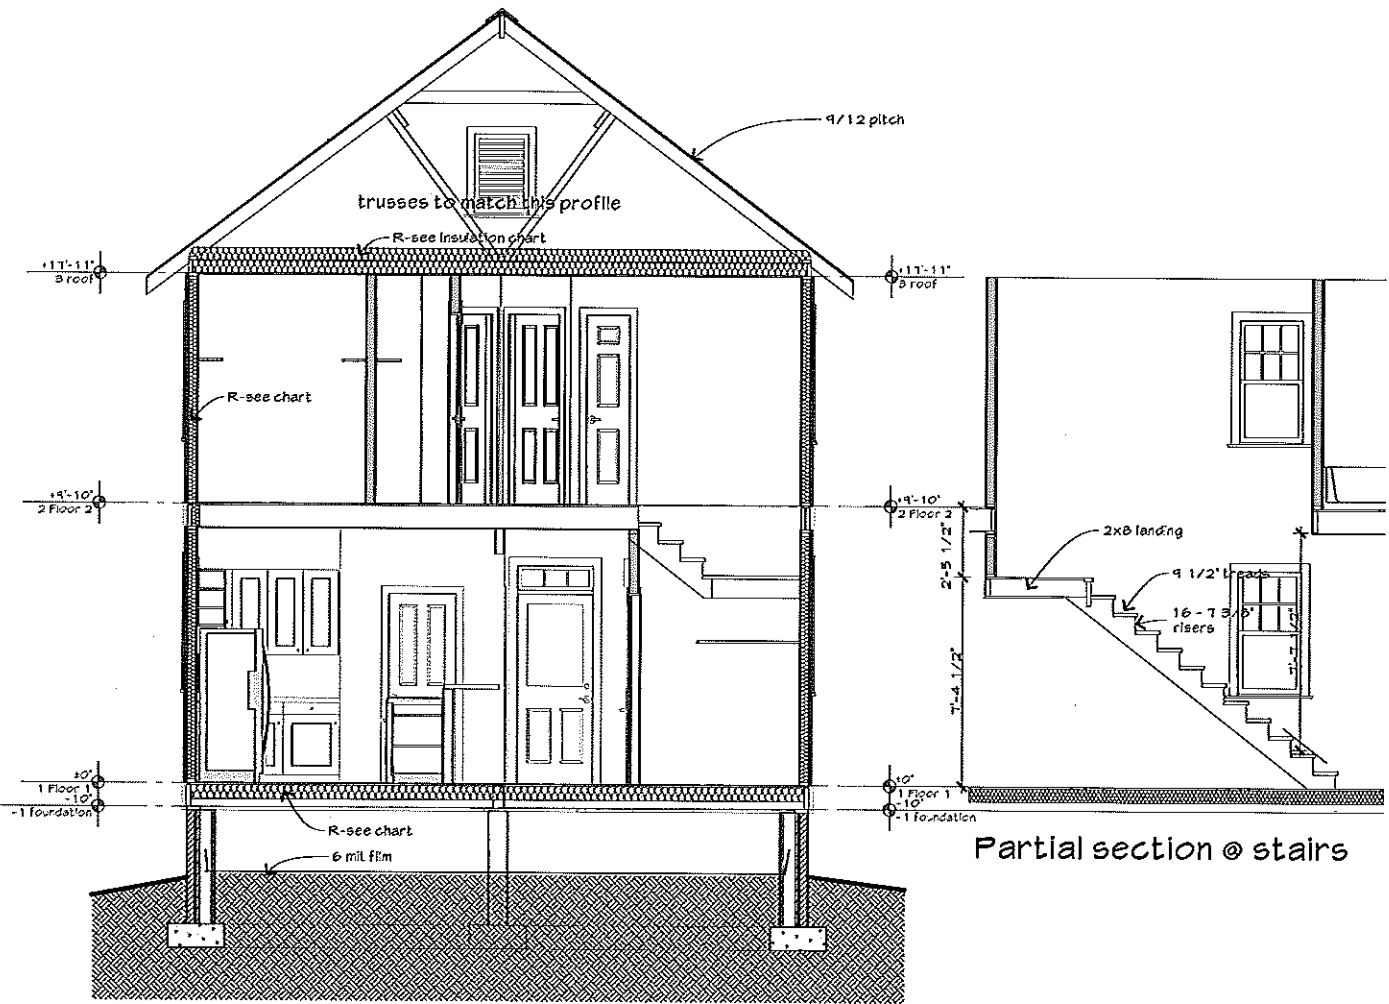 9/12 pitch
trusses to match this profile
R-see insulation chart
+17'-11"
3 roof
+17'-11"
3 roof
R-see chart
+9'-10"
2 Floor 2
+9'-10"
2 Floor 2
2'-5 1/2"
2x8 landing
9 1/2" treads
16 - 7 3/8"
risers
7'-4 1/2"
±0"
1 Floor 1
-10"
-1 foundation
±0"
1 Floor 1
-10"
-1 foundation
R-see chart
6 mil film
Partial section @ stairs